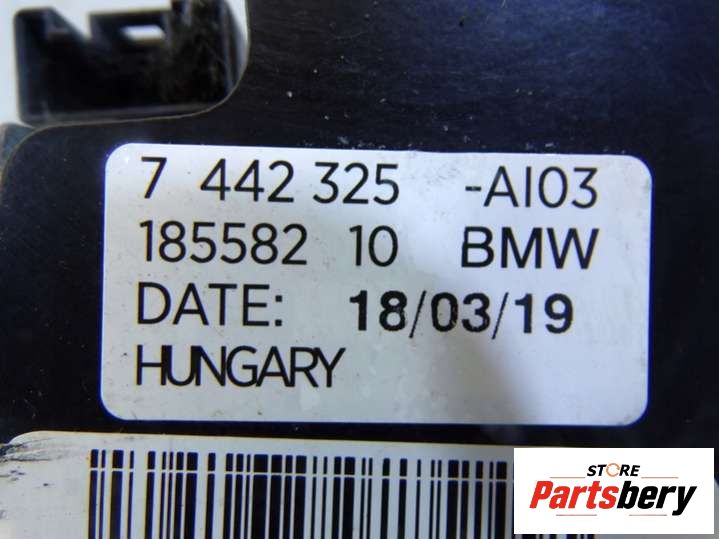 7 442 325 -AI03
185582 10 BMW
DATE: 18/03/19
HUNGARY
STORE
Partsbery